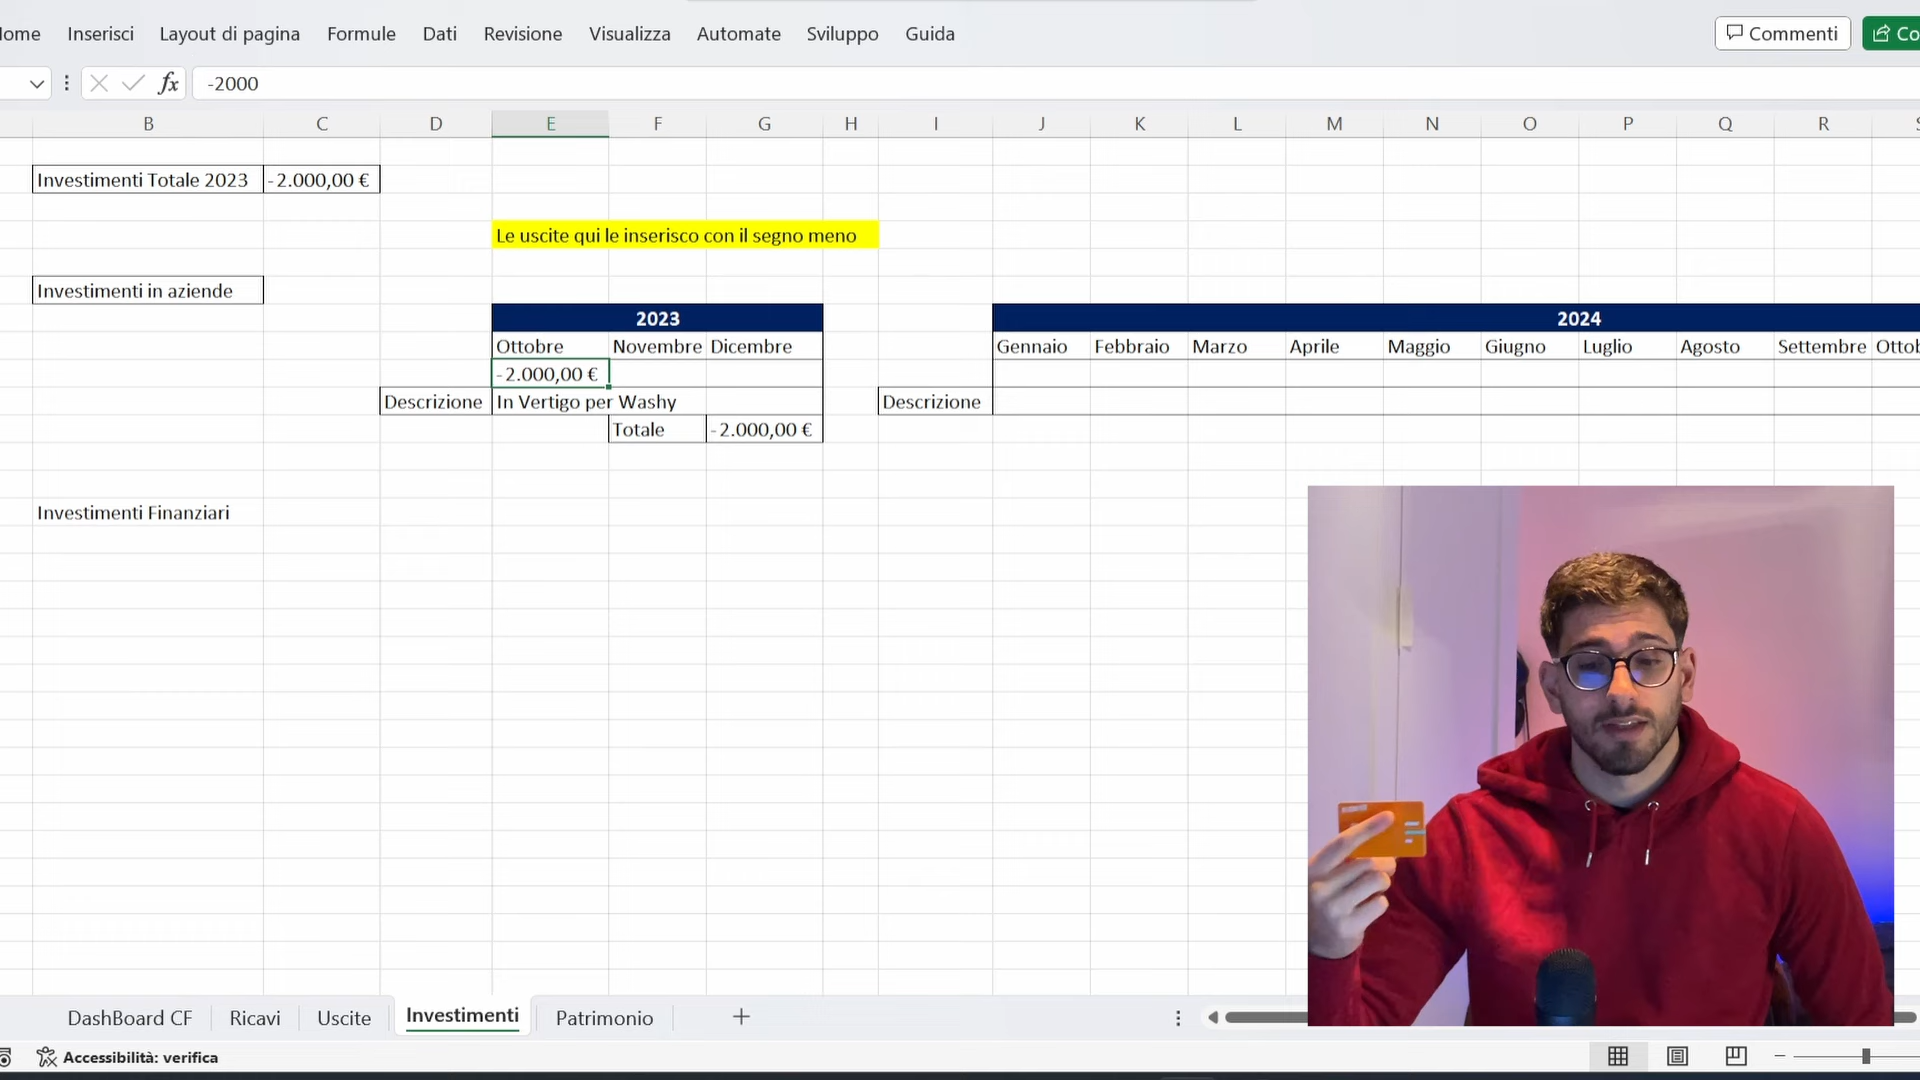 Home Inserisci Layout di pagina Formule Dati Revisione Visualizza Automate Sviluppo Guida Commenti Co
fx -2000
B C D E F G H I J K L M N O P Q R S
Investimenti Totale 2023 -2.000,00 €
Le uscite qui le inserisco con il segno meno
Investimenti in aziende
2023 2024
Ottobre Novembre Dicembre Gennaio Febbraio Marzo Aprile Maggio Giugno Luglio Agosto Settembre Ottob
-2.000,00 €
Descrizione In Vertigo per Washy Descrizione
Totale -2.000,00 €
Investimenti Finanziari
DashBoard CF Ricavi Uscite Investimenti Patrimonio
Accessibilità: verifica